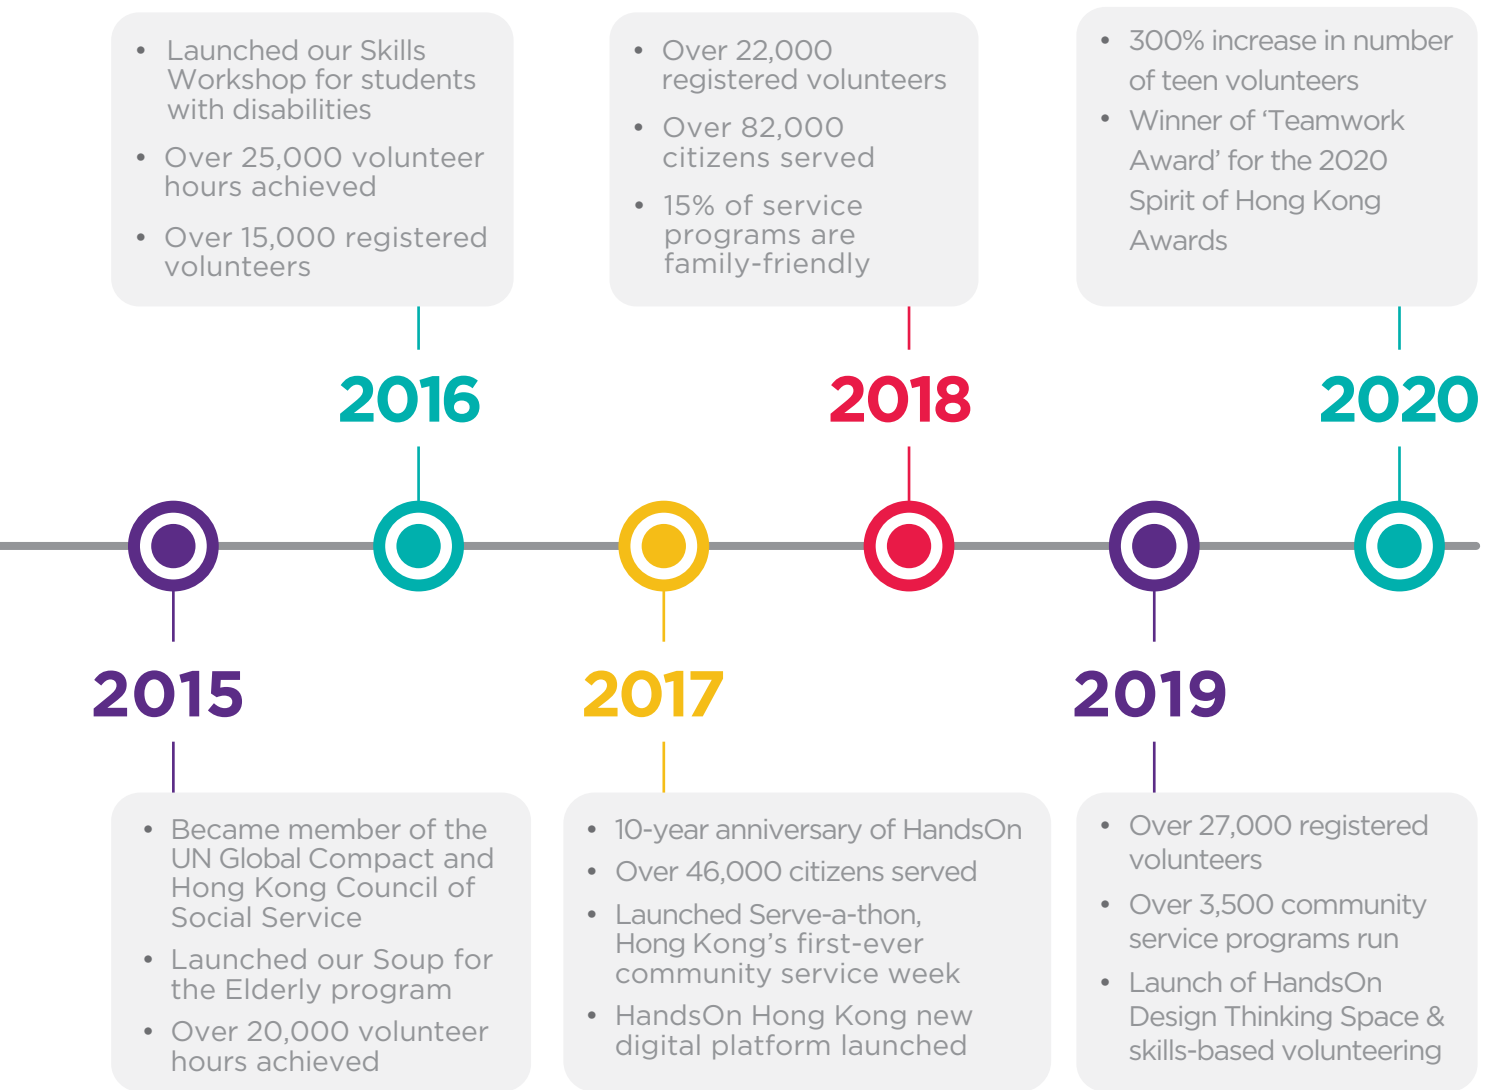 • Launched our Skills
Workshop for students
with disabilities
• Over 25,000 volunteer
hours achieved
• Over 15,000 registered
volunteers
• Over 22,000
registered volunteers
• Over 82,000
citizens served
• 15% of service
programs are
family-friendly
• 300% increase in number
of teen volunteers
• Winner of ‘Teamwork
Award’ for the 2020
Spirit of Hong Kong
Awards
2016
2018
2020
2015
2017
2019
• Became member of the
UN Global Compact and
Hong Kong Council of
Social Service
• Launched our Soup for
the Elderly program
• Over 20,000 volunteer
hours achieved
• 10-year anniversary of HandsOn
• Over 46,000 citizens served
• Launched Serve-a-thon,
Hong Kong’s first-ever
community service week
• HandsOn Hong Kong new
digital platform launched
• Over 27,000 registered
volunteers
• Over 3,500 community
service programs run
• Launch of HandsOn
Design Thinking Space &
skills-based volunteering